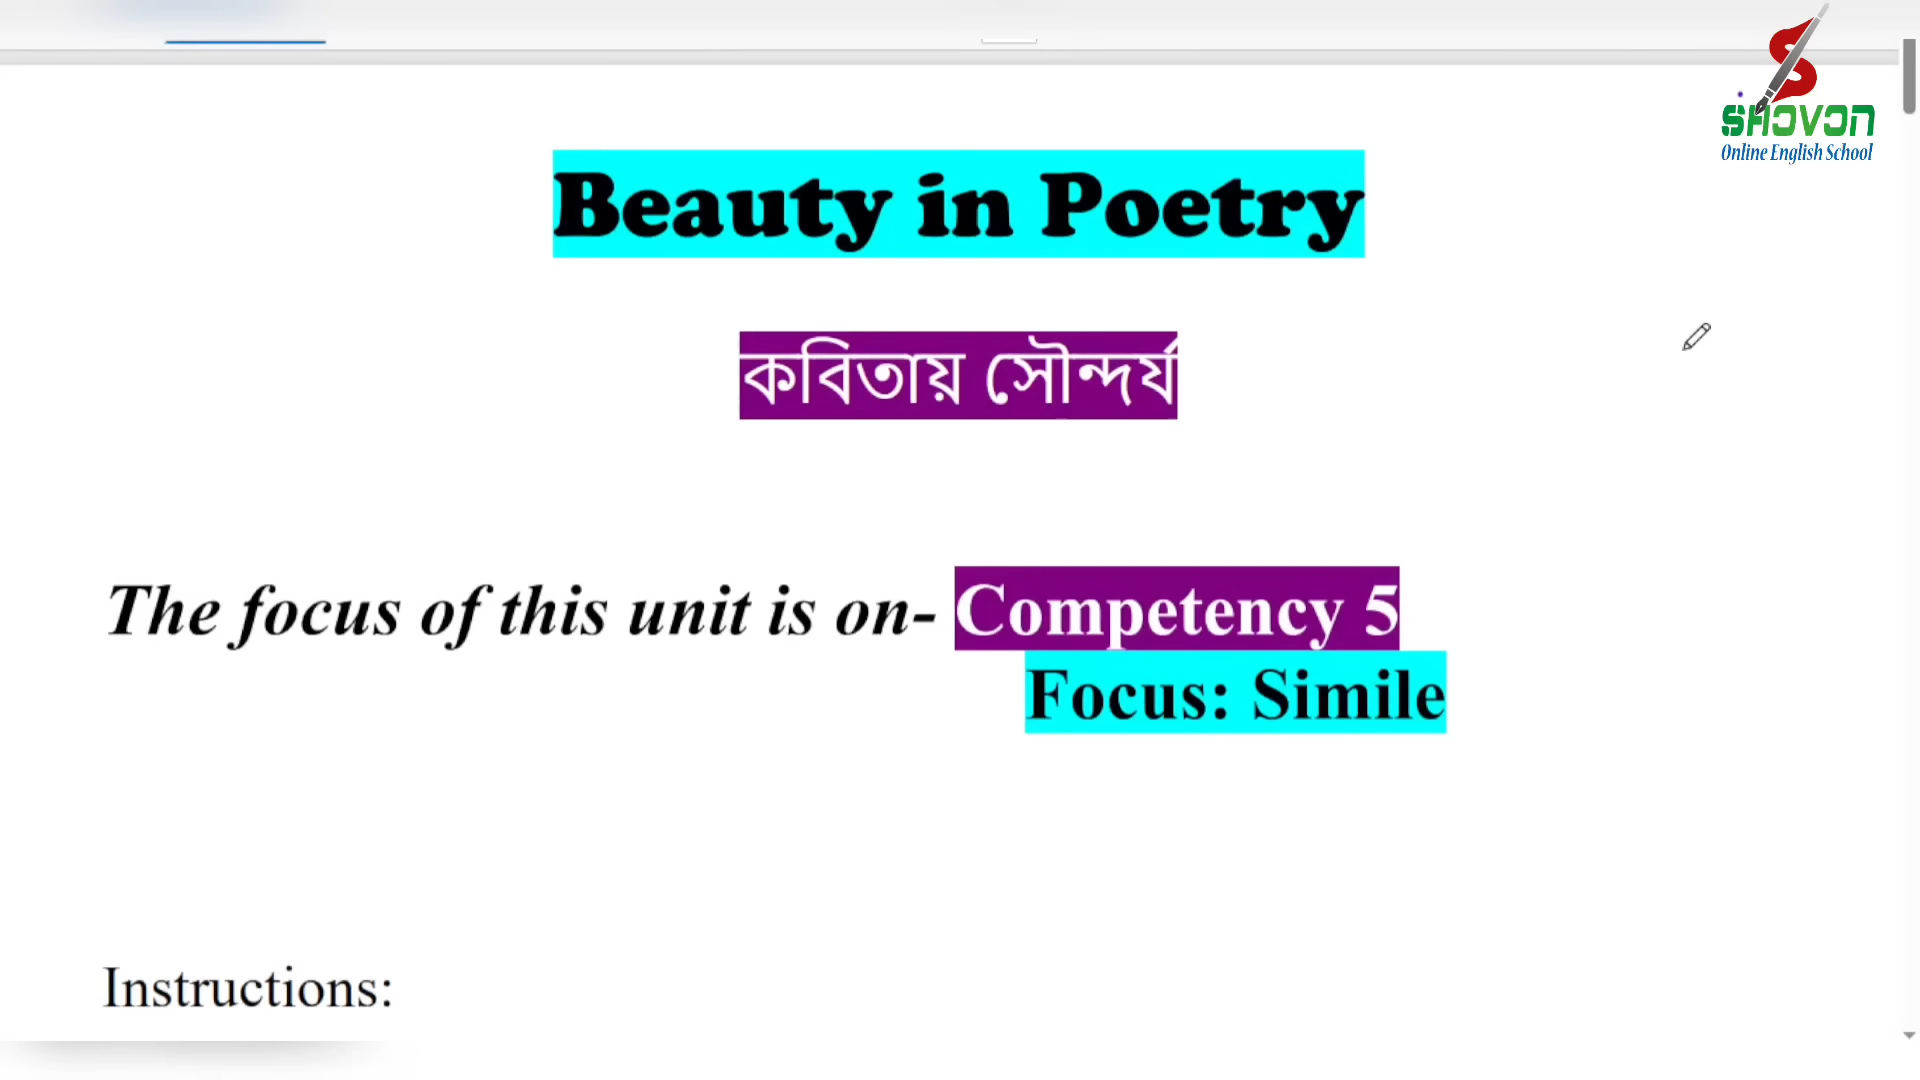 SHOVON
Online English School
Beauty in Poetry
কবিতায় সৌন্দর্য
The focus of this unit is on- Competency 5
Focus: Simile
Instructions: